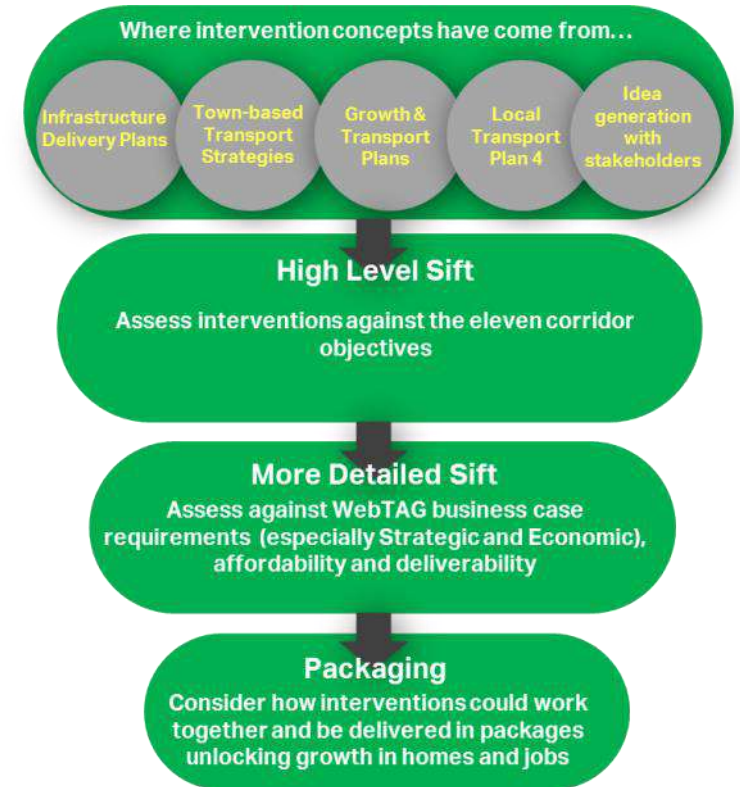 Where intervention concepts have come from...
Infrastructure
Delivery Plans
Town-based
Transport
Strategies
Growth &
Transport
Plans
Local
Transport
Plan 4
Idea
generation
with
stakeholders
High Level Sift
Assess interventions against the eleven corridor
objectives
More Detailed Sift
Assess against WebTAG business case
requirements (especially Strategic and Economic),
affordability and deliverability
Packaging
Consider how interventions could work
together and be delivered in packages
unlocking growth in homes and jobs